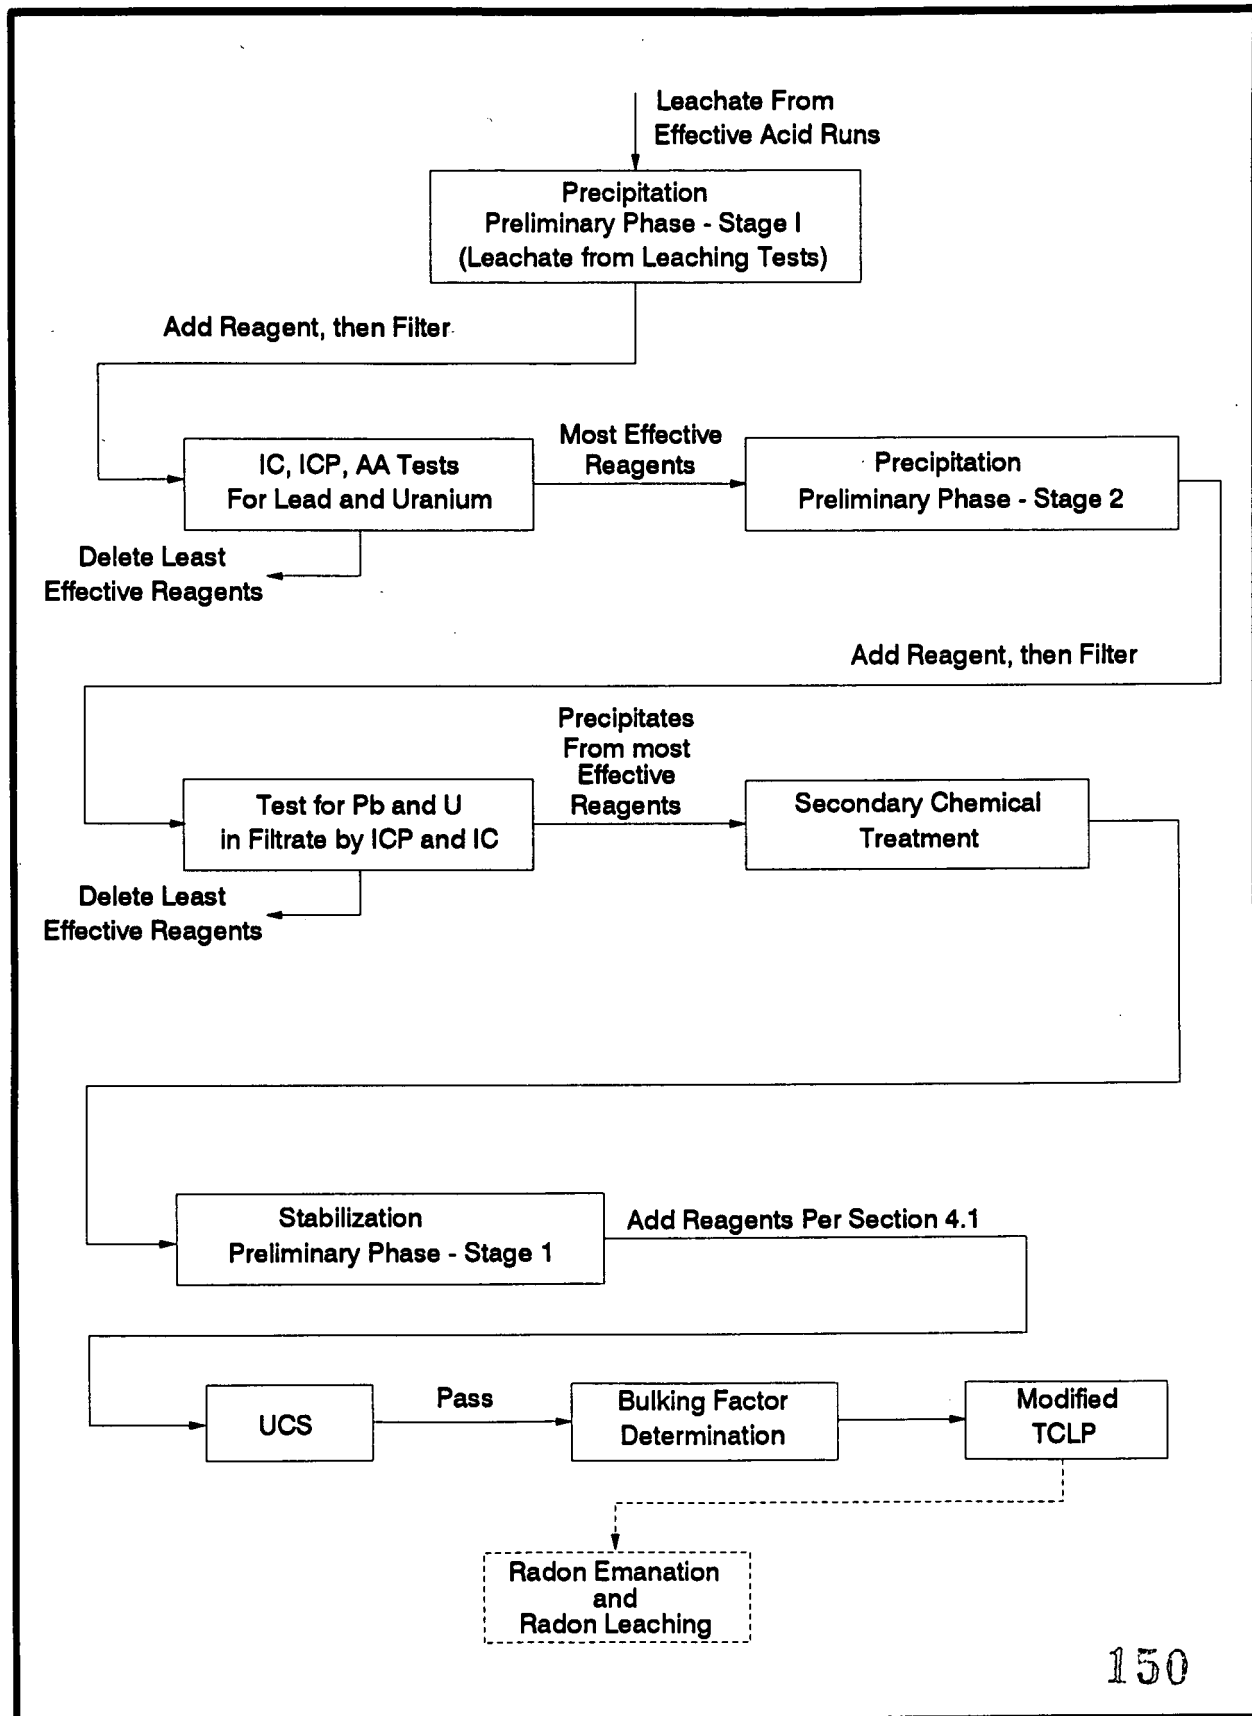 Leachate From
Effective Acid Runs
Precipitation
Preliminary Phase - Stage I
(Leachate from Leaching Tests)
Add Reagent, then Filter
IC, ICP, AA Tests
For Lead and Uranium
Most Effective
Reagents
Precipitation
Preliminary Phase - Stage 2
Delete Least
Effective Reagents
Add Reagent, then Filter
Precipitates
From most
Effective
Reagents
Test for Pb and U
in Filtrate by ICP and IC
Secondary Chemical
Treatment
Delete Least
Effective Reagents
Stabilization
Preliminary Phase - Stage 1
Add Reagents Per Section 4.1
UCS
Pass
Bulking Factor
Determination
Modified
TCLP
Radon Emanation
and
Radon Leaching
150